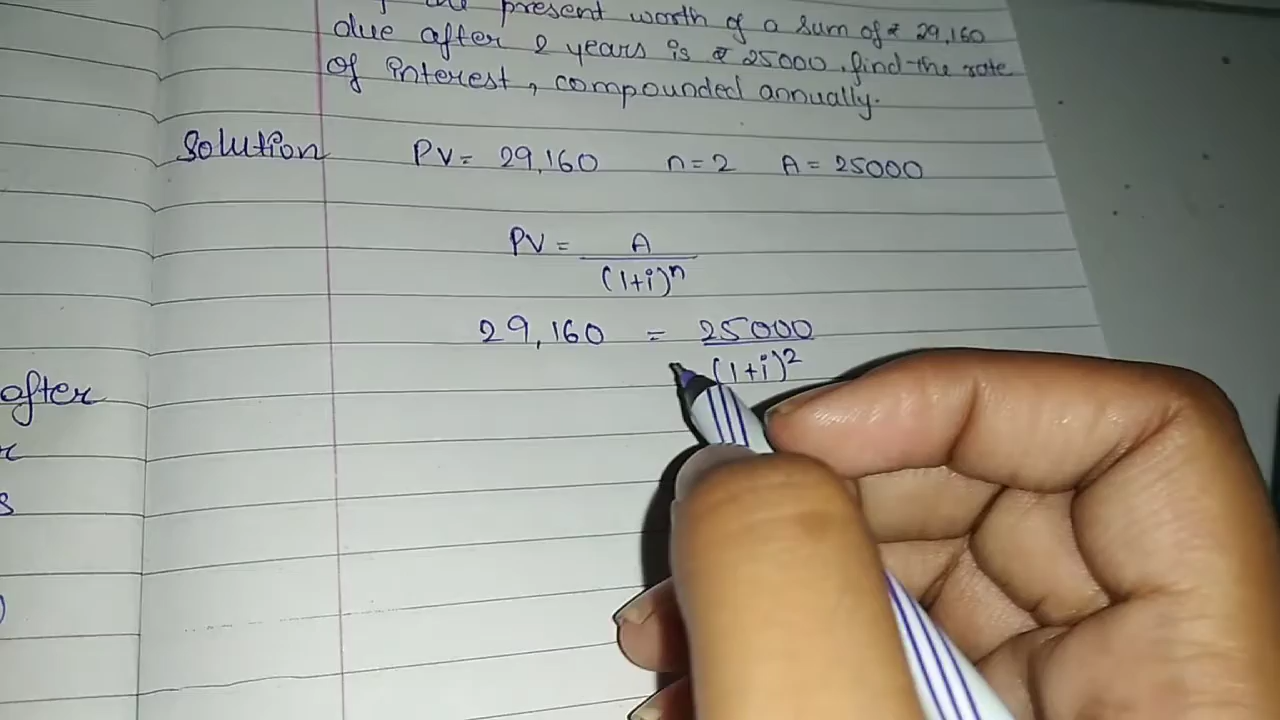 the present worth of a sum of ₹ 29,160
due after 2 years is ₹ 25000, find the rate
of interest, compounded annually.
Solution PV = 29,160 n=2 A = 25000
PV = A
(1+i)^n
29,160 = 25000
(1+i)^2
after